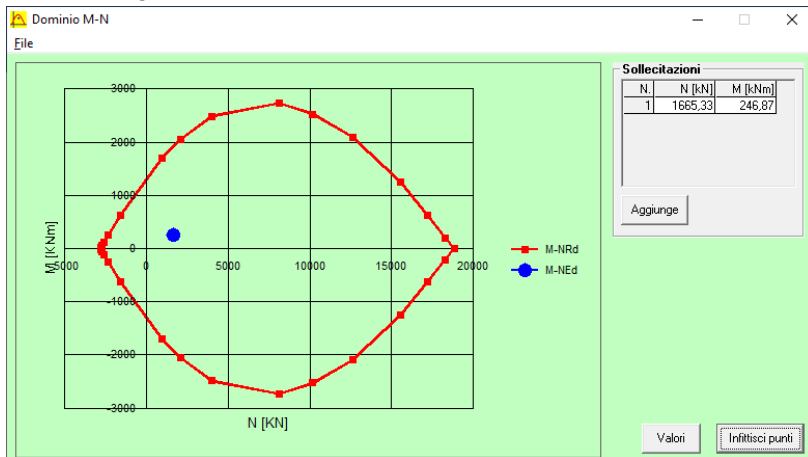 Dominio M-N
File
Sollecitazioni
N. N [kN] M [kNm]
1 1665,33 246,87
Aggiunge
3000
2000
1000
0
-1000
-2000
-3000
M [KNm]
5000 0 5000 10000 15000 20000
N [KN]
M-NRd
M-NEd
Valori
Infittisci punti